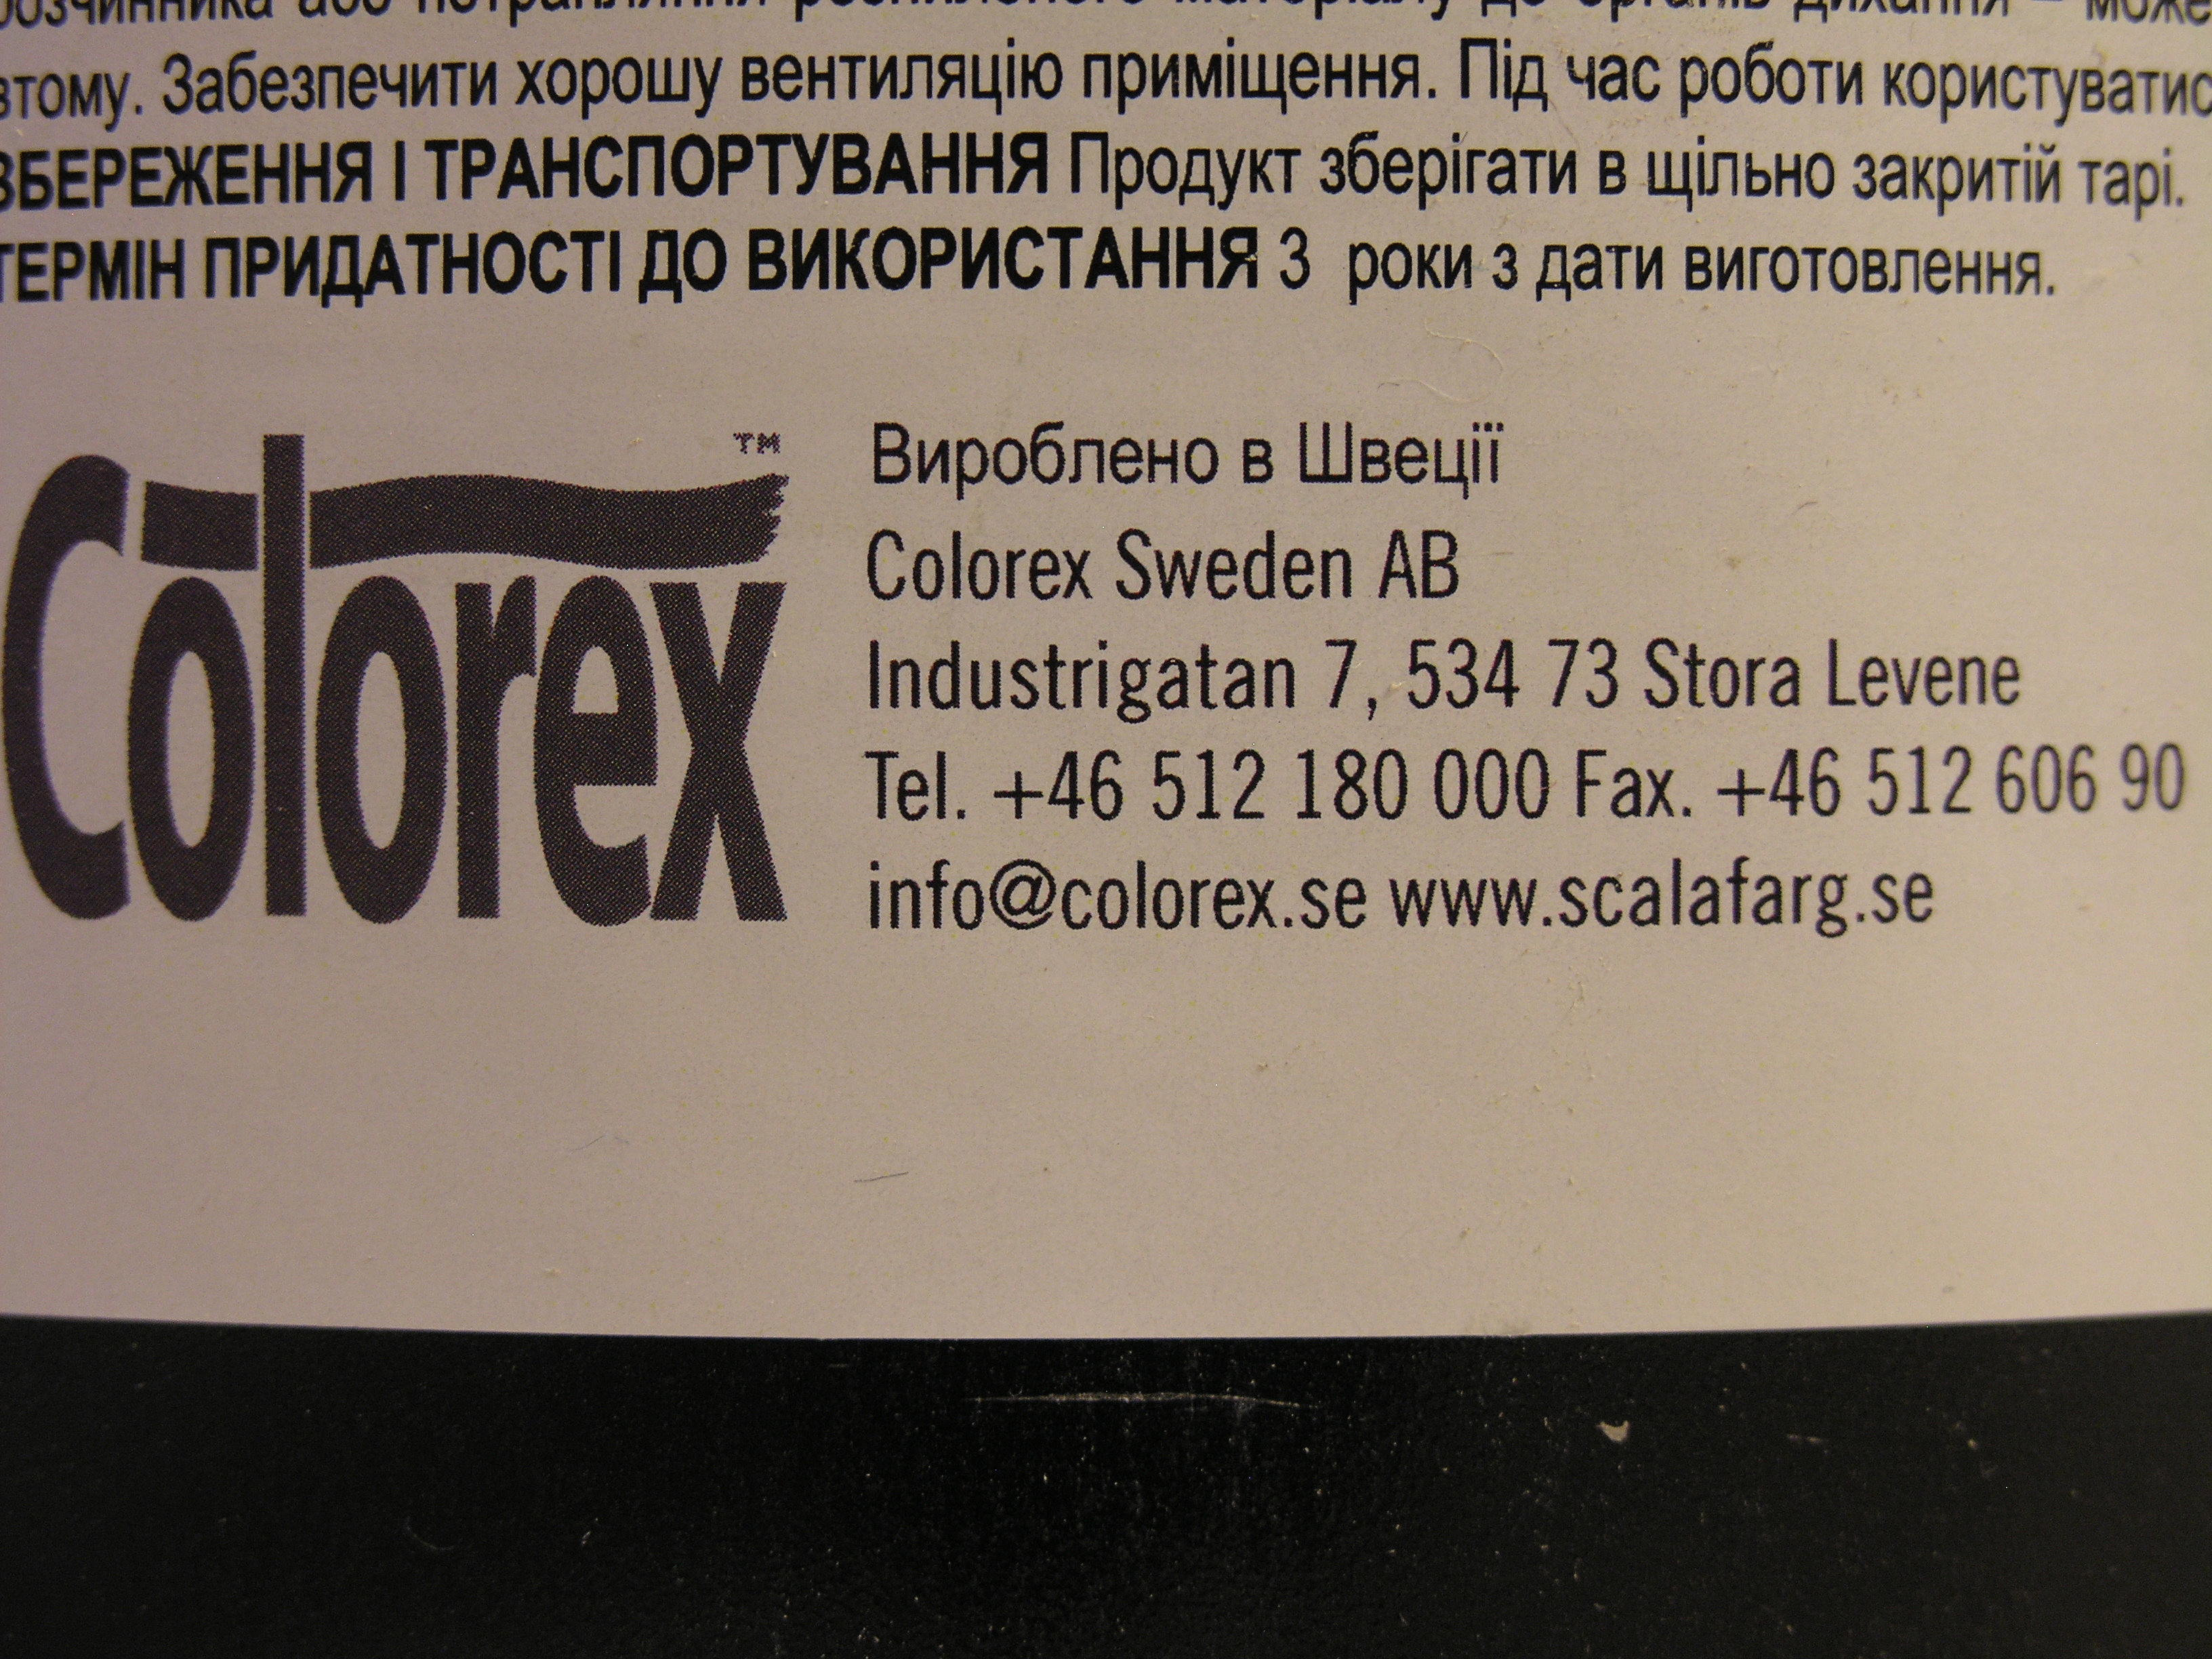 розчинника або потрапляння розпиленого матеріалу до органів дихання – може
втому. Забезпечити хорошу вентиляцію приміщення. Під час роботи користуватис
ЗБЕРЕЖЕННЯ І ТРАНСПОРТУВАННЯ Продукт зберігати в щільно закритій тарі.
ТЕРМІН ПРИДАТНОСТІ ДО ВИКОРИСТАННЯ 3 роки з дати виготовлення.
Colorex™
Вироблено в Швеції
Colorex Sweden AB
Industrigatan 7, 534 73 Stora Levene
Tel. +46 512 180 000 Fax. +46 512 606 90
info@colorex.se www.scalafarg.se